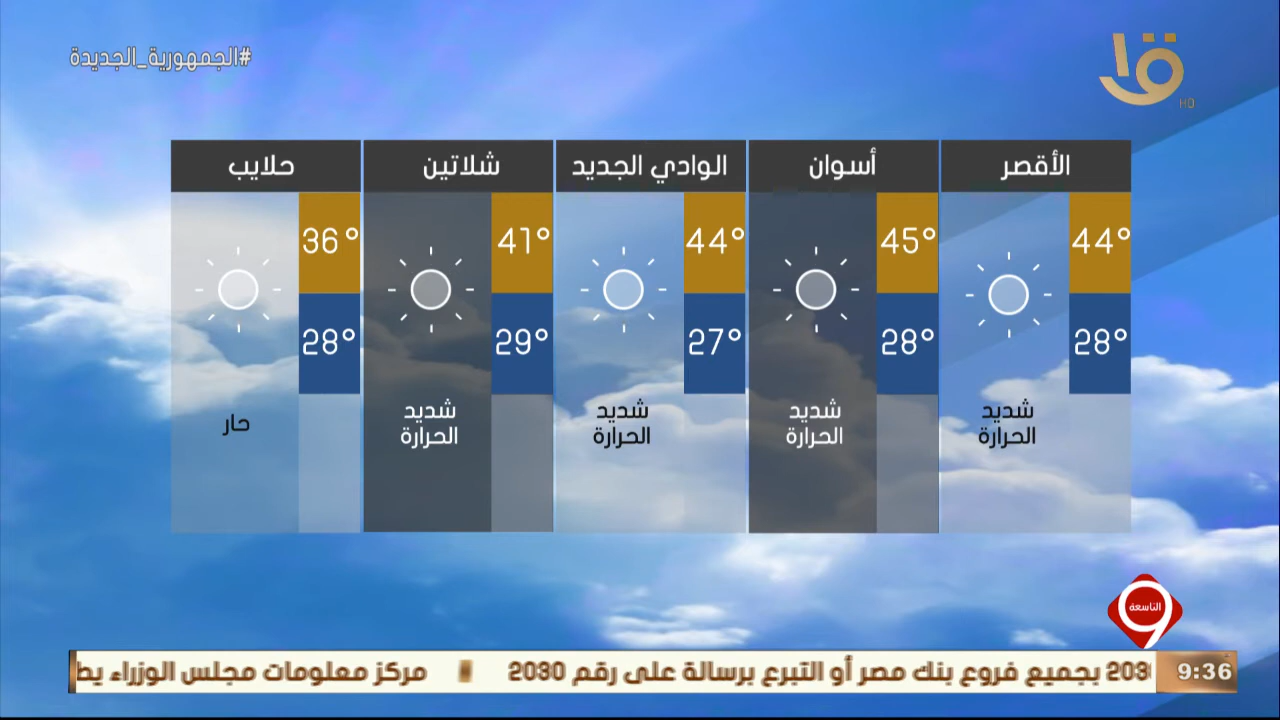 #الجمهورية_الجديدة
HD
الأقصر
44°
28°
شديد
الحرارة
أسوان
45°
28°
شديد
الحرارة
الوادي الجديد
44°
27°
شديد
الحرارة
شلاتين
41°
29°
شديد
الحرارة
حلايب
36°
28°
حار
التاسعة
9
9:36
بجميع فروع بنك مصر أو التبرع برسالة على رقم 2030
مركز معلومات مجلس الوزراء